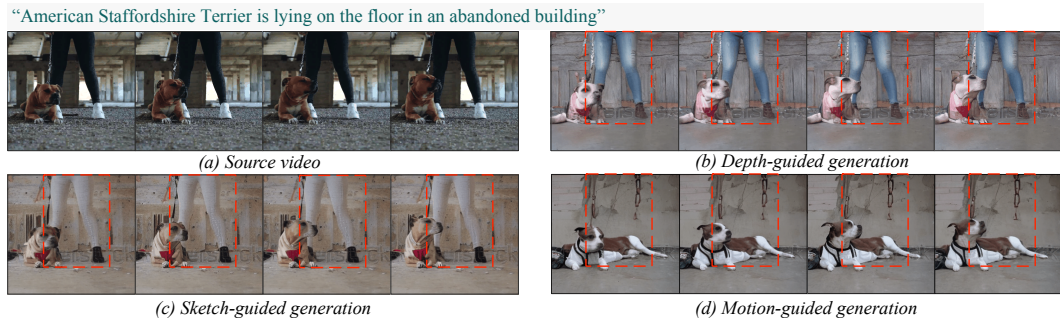 “American Staffordshire Terrier is lying on the floor in an abandoned building”
(a) Source video
(b) Depth-guided generation
(c) Sketch-guided generation
(d) Motion-guided generation